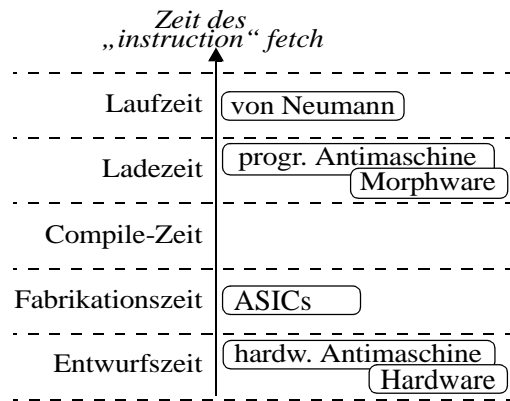 Zeit des
„instruction“ fetch
Laufzeit von Neumann
progr. Antimaschine
Ladezeit
Morphware
Compile-Zeit
Fabrikationszeit ASICs
hardw. Antimaschine
Entwurfszeit
Hardware